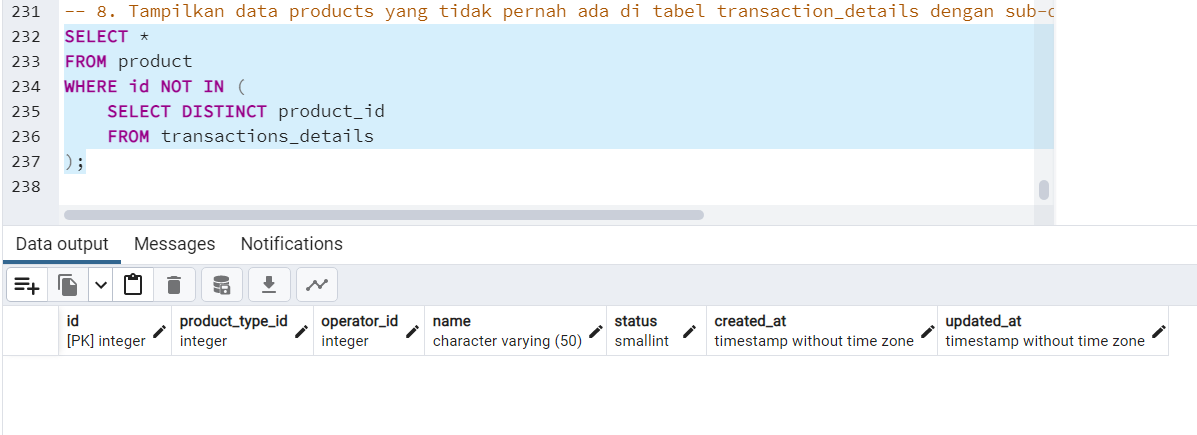 231 -- 8. Tampilkan data products yang tidak pernah ada di tabel transaction_details dengan
232 SELECT *
233 FROM product
234 WHERE id NOT IN (
235 SELECT DISTINCT product_id
236 FROM transactions_details
237 );
238
Data output Messages Notifications
id product_type_id operator_id name status created_at updated_at
[PK] integer integer integer character varying (50) smallint timestamp without time zone timestamp without time zone